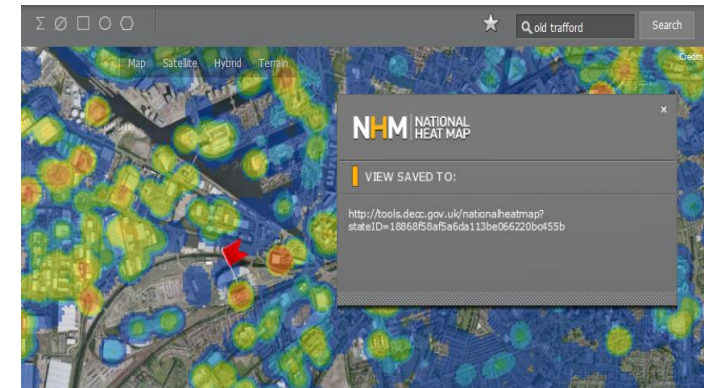 Σ Ø
old trafford
Search
Map Satellite Hybrid Terrain
Credits
NHM NATIONAL HEAT MAP
x
VIEW SAVED TO:
http://tools.decc.gov.uk/nationalheatmap?
stateID=18868f58af5a6da113be066220bc455b